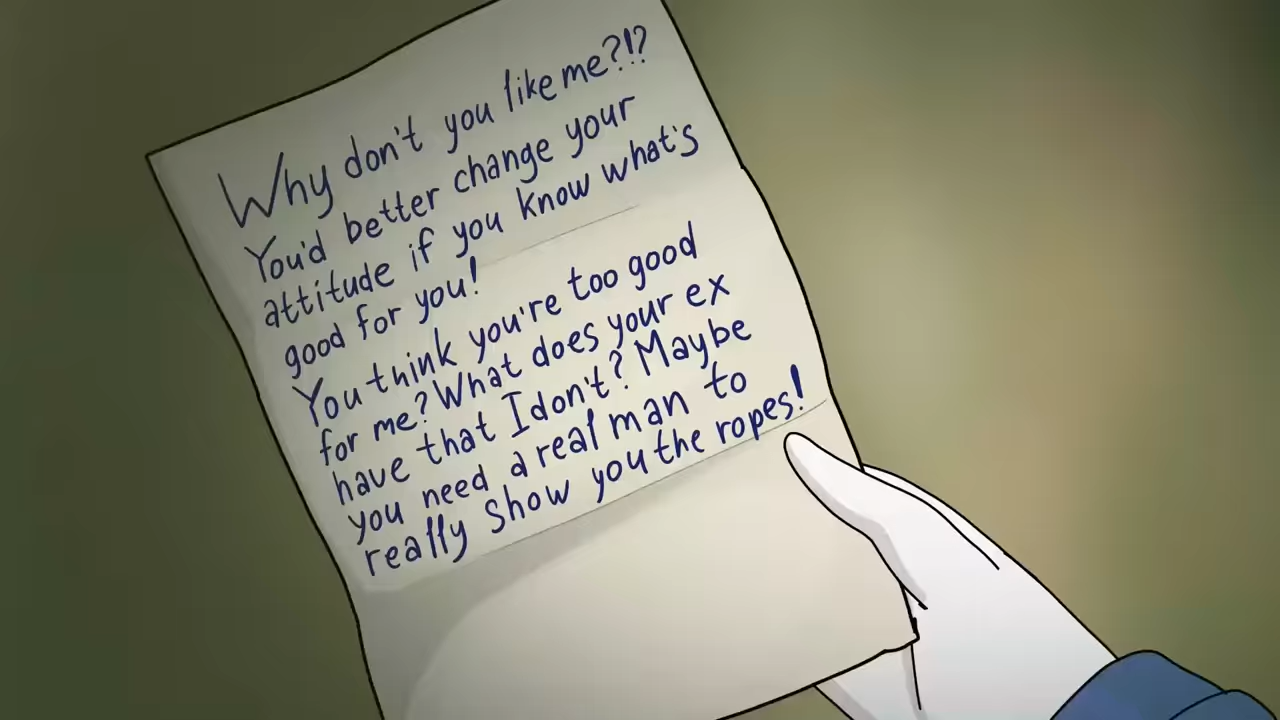 Why don't you like me?!?
You'd better change your
attitude if you know what's
good for you!
You think you're too good
for me? What does your ex
have that I don't? Maybe
you need a real man to
really show you the ropes!